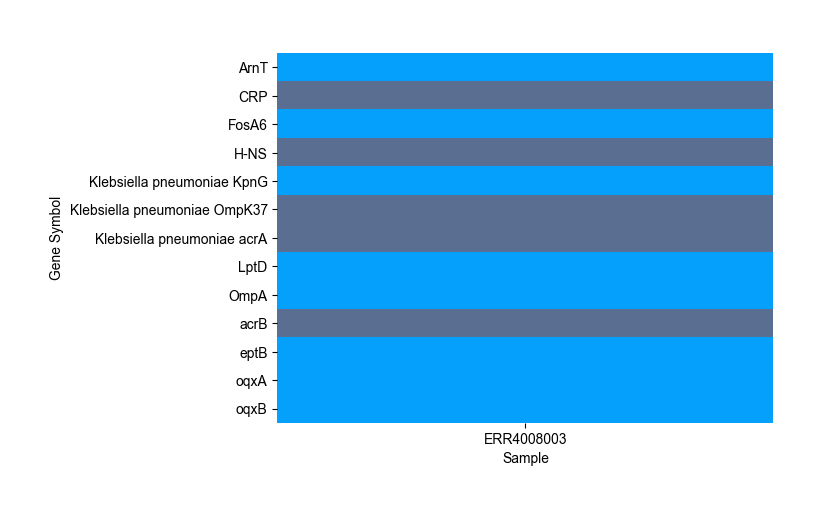 ArnT
CRP
FosA6
H-NS
Klebsiella pneumoniae KpnG
Klebsiella pneumoniae OmpK37
Klebsiella pneumoniae acrA
LptD
OmpA
acrB
eptB
oqxA
oqxB
Gene Symbol
ERR4008003
Sample